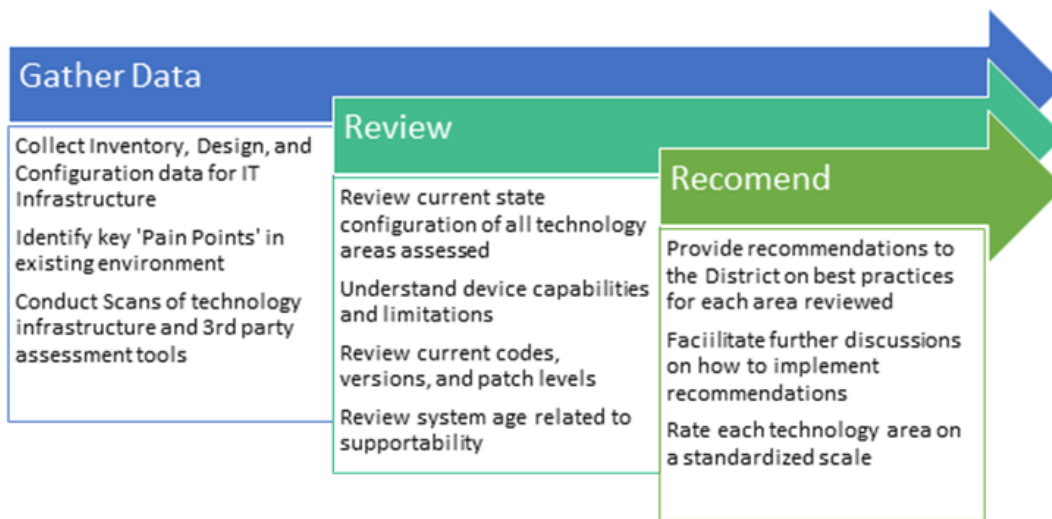 Gather Data
Collect Inventory, Design, and
Configuration data for IT
Infrastructure
Identify key 'Pain Points' in
existing environment
Conduct Scans of technology
infrastructure and 3rd party
assessment tools
Review
Review current state
configuration of all technology
areas assessed
Understand device capabilities
and limitations
Review current codes,
versions, and patch levels
Review system age related to
supportability
Recomend
Provide recommendations to
the District on best practices
for each area reviewed
Faciilitate further discussions
on how to implement
recommendations
Rate each technology area on
a standardized scale